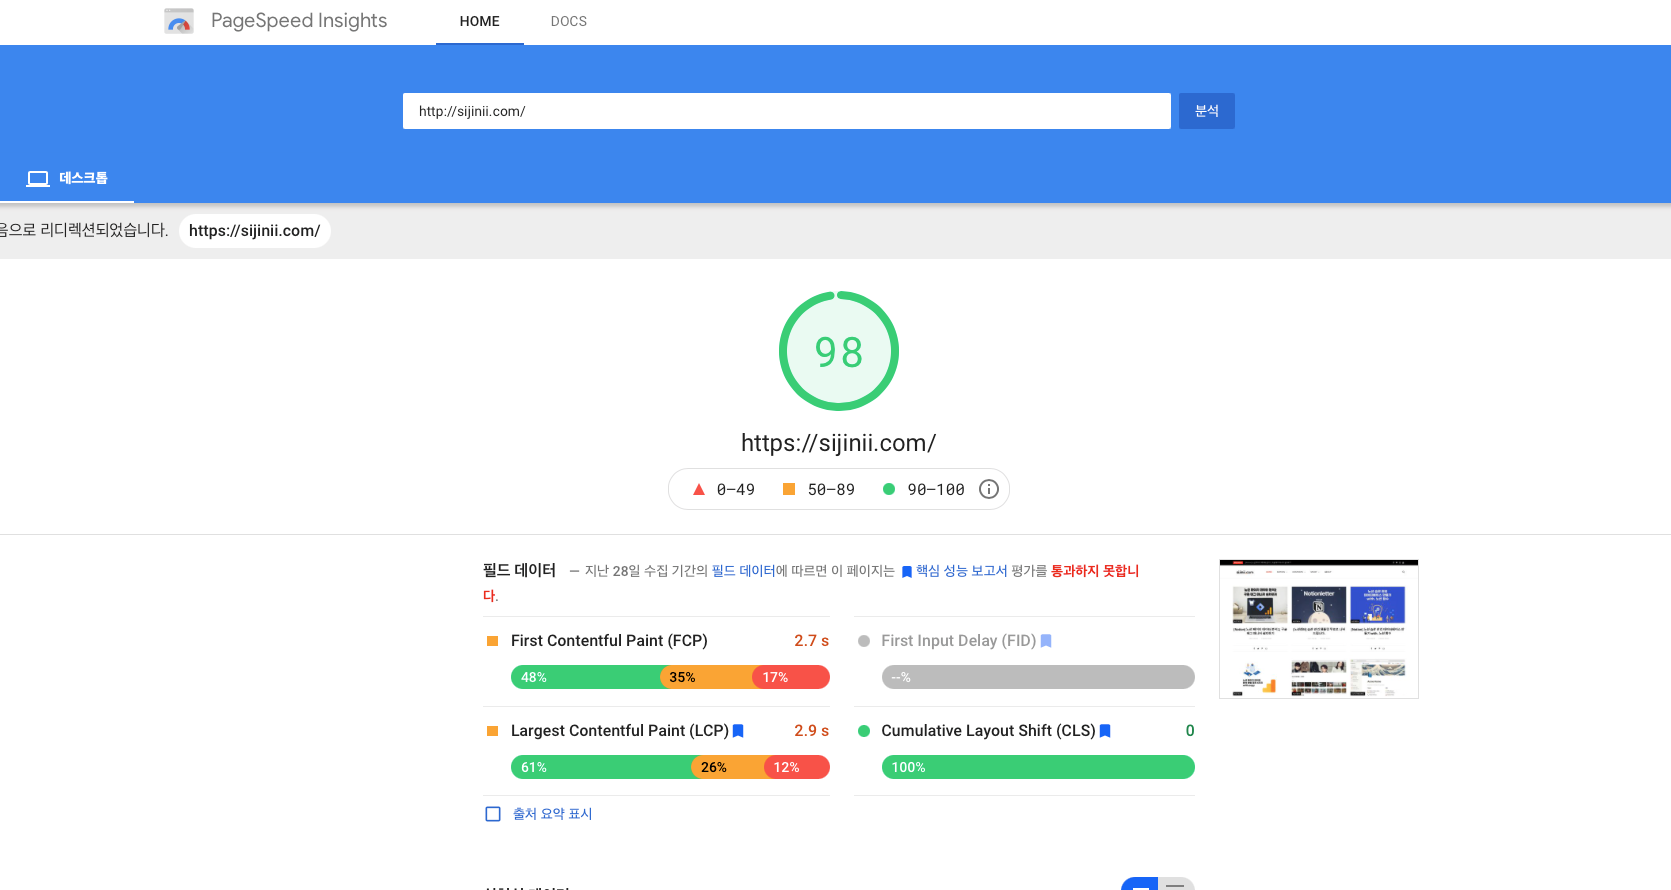 PageSpeed Insights
HOME
DOCS
http://sijinii.com/
분석
데스크톱
음으로 리디렉션되었습니다.
https://sijinii.com/
98
https://sijinii.com/
0–49
50–89
90–100
필드 데이터 — 지난 28일 수집 기간의 필드 데이터에 따르면 이 페이지는 핵심 성능 보고서 평가를 통과하지 못합니
다.
First Contentful Paint (FCP) 2.7 s
48% 35% 17%
First Input Delay (FID)
--%
Largest Contentful Paint (LCP) 2.9 s
61% 26% 12%
Cumulative Layout Shift (CLS) 0
100%
출처 요약 표시
Notionletter